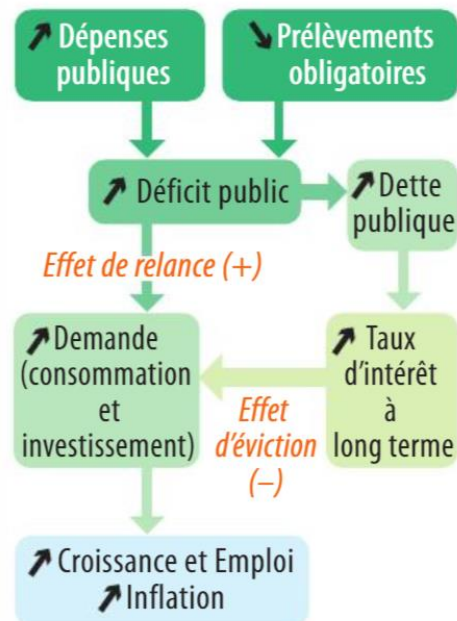 Dépenses
publiques
Prélèvements
obligatoires
Déficit public
Dette
publique
Effet de relance (+)
Demande
(consommation
et
investissement)
Effet
d'éviction
(–)
Taux
d'intérêt
à
long terme
Croissance et Emploi
Inflation